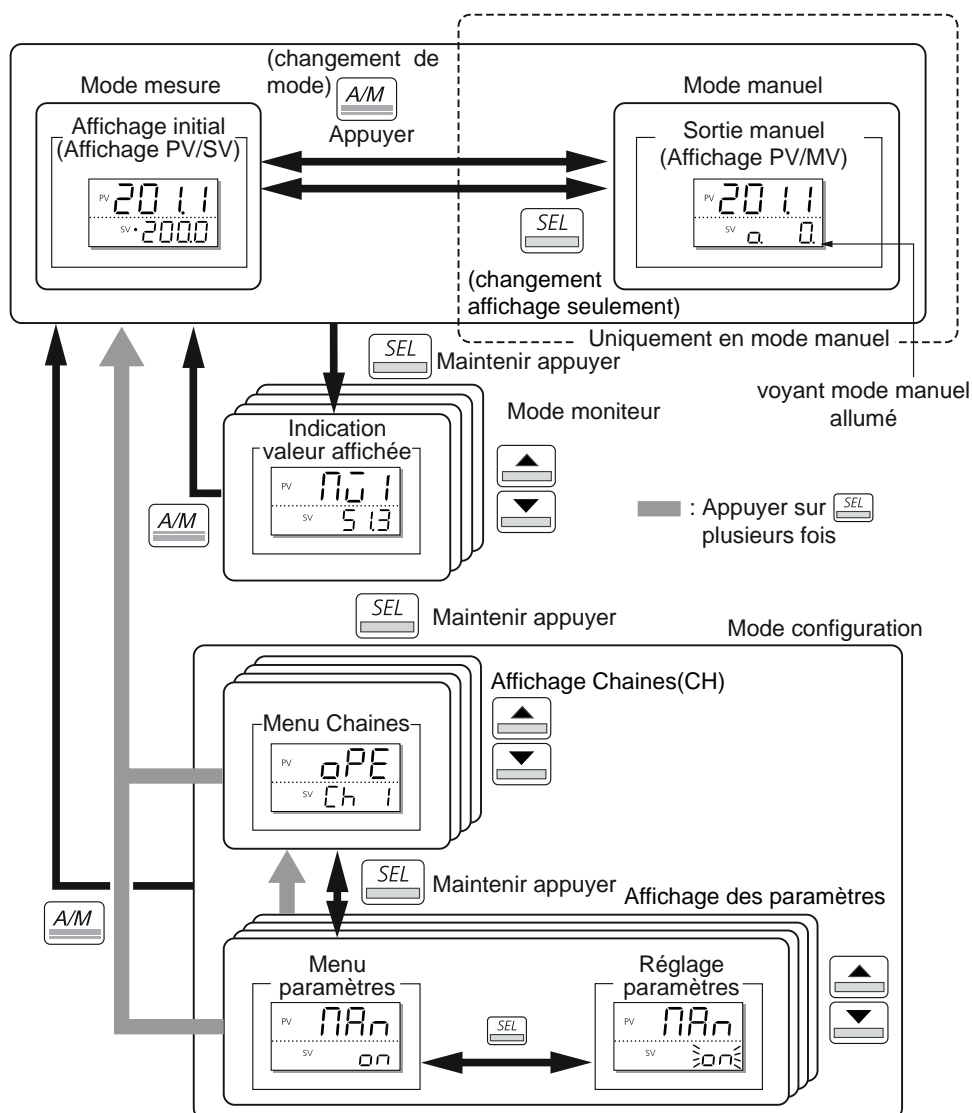 (changement de
mode)
A/M
Appuyer
Mode mesure
Affichage initial
(Affichage PV/SV)
PV 201.1
SV 200.0
Mode manuel
Sortie manuel
(Affichage PV/MV)
PV 201.1
SV o. 0.
SEL
(changement
affichage seulement)
Uniquement en mode manuel
voyant mode manuel
allumé
SEL
Maintenir appuyer
Mode moniteur
Indication
valeur affichée
PV
SV 51.3
A/M
: Appuyer sur SEL
plusieurs fois
SEL
Maintenir appuyer
Mode configuration
Affichage Chaines(CH)
Menu Chaines
PV oPE
SV Ch 1
SEL
Maintenir appuyer
Affichage des paramètres
A/M
Menu
paramètres
PV MAn
SV on
SEL
Réglage
paramètres
PV MAn
SV on